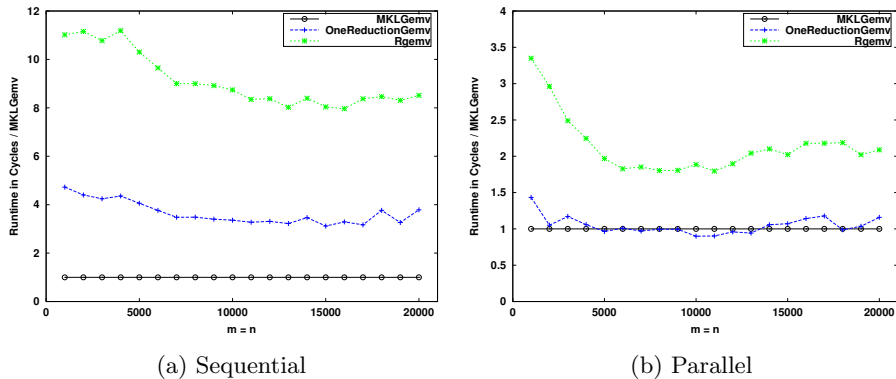 12
10
8
6
4
2
0
0
5000
10000
15000
20000
Runtime in Cycles / MKLGemv
m = n
MKLGemv
OneReductionGemv
Rgemv
(a) Sequential
4
3.5
3
2.5
2
1.5
1
0.5
0
0
5000
10000
15000
20000
Runtime in Cycles / MKLGemv
m = n
MKLGemv
OneReductionGemv
Rgemv
(b) Parallel